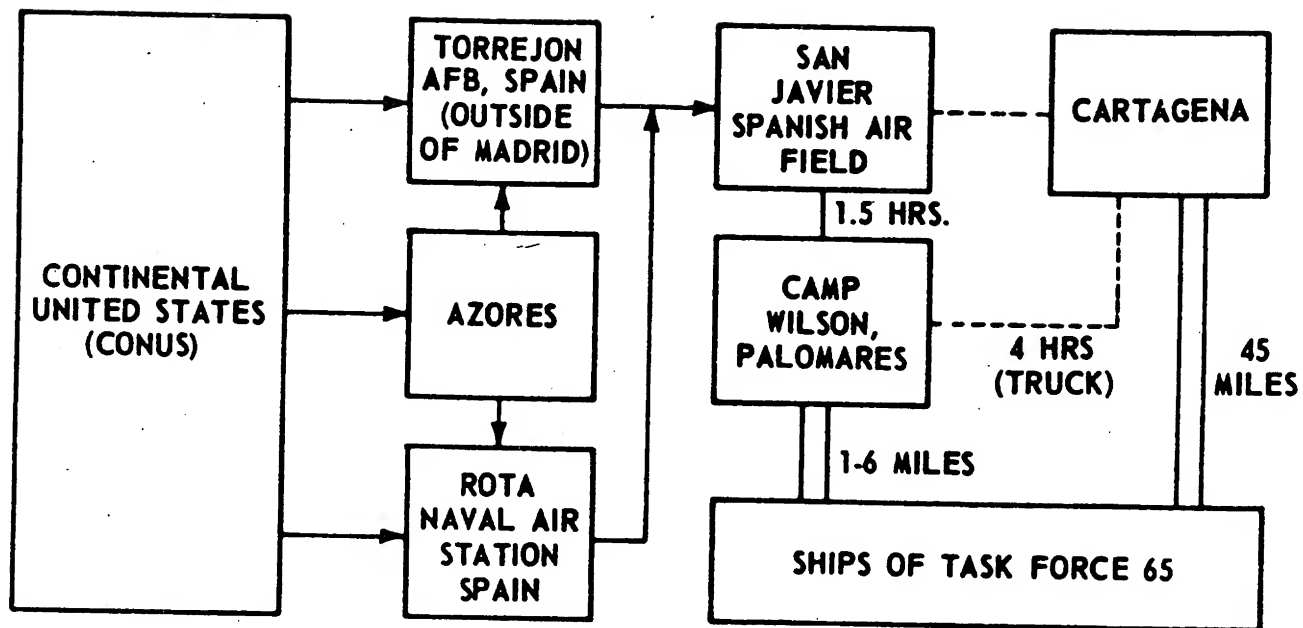 CONTINENTAL
UNITED STATES
(CONUS)
TORREJON
AFB, SPAIN
(OUTSIDE
OF MADRID)
AZORES
ROTA
NAVAL AIR
STATION
SPAIN
SAN
JAVIER
SPANISH AIR
FIELD
1.5 HRS.
CAMP
WILSON,
PALOMARES
1-6 MILES
CARTAGENA
4 HRS
(TRUCK)
45
MILES
SHIPS OF TASK FORCE 65